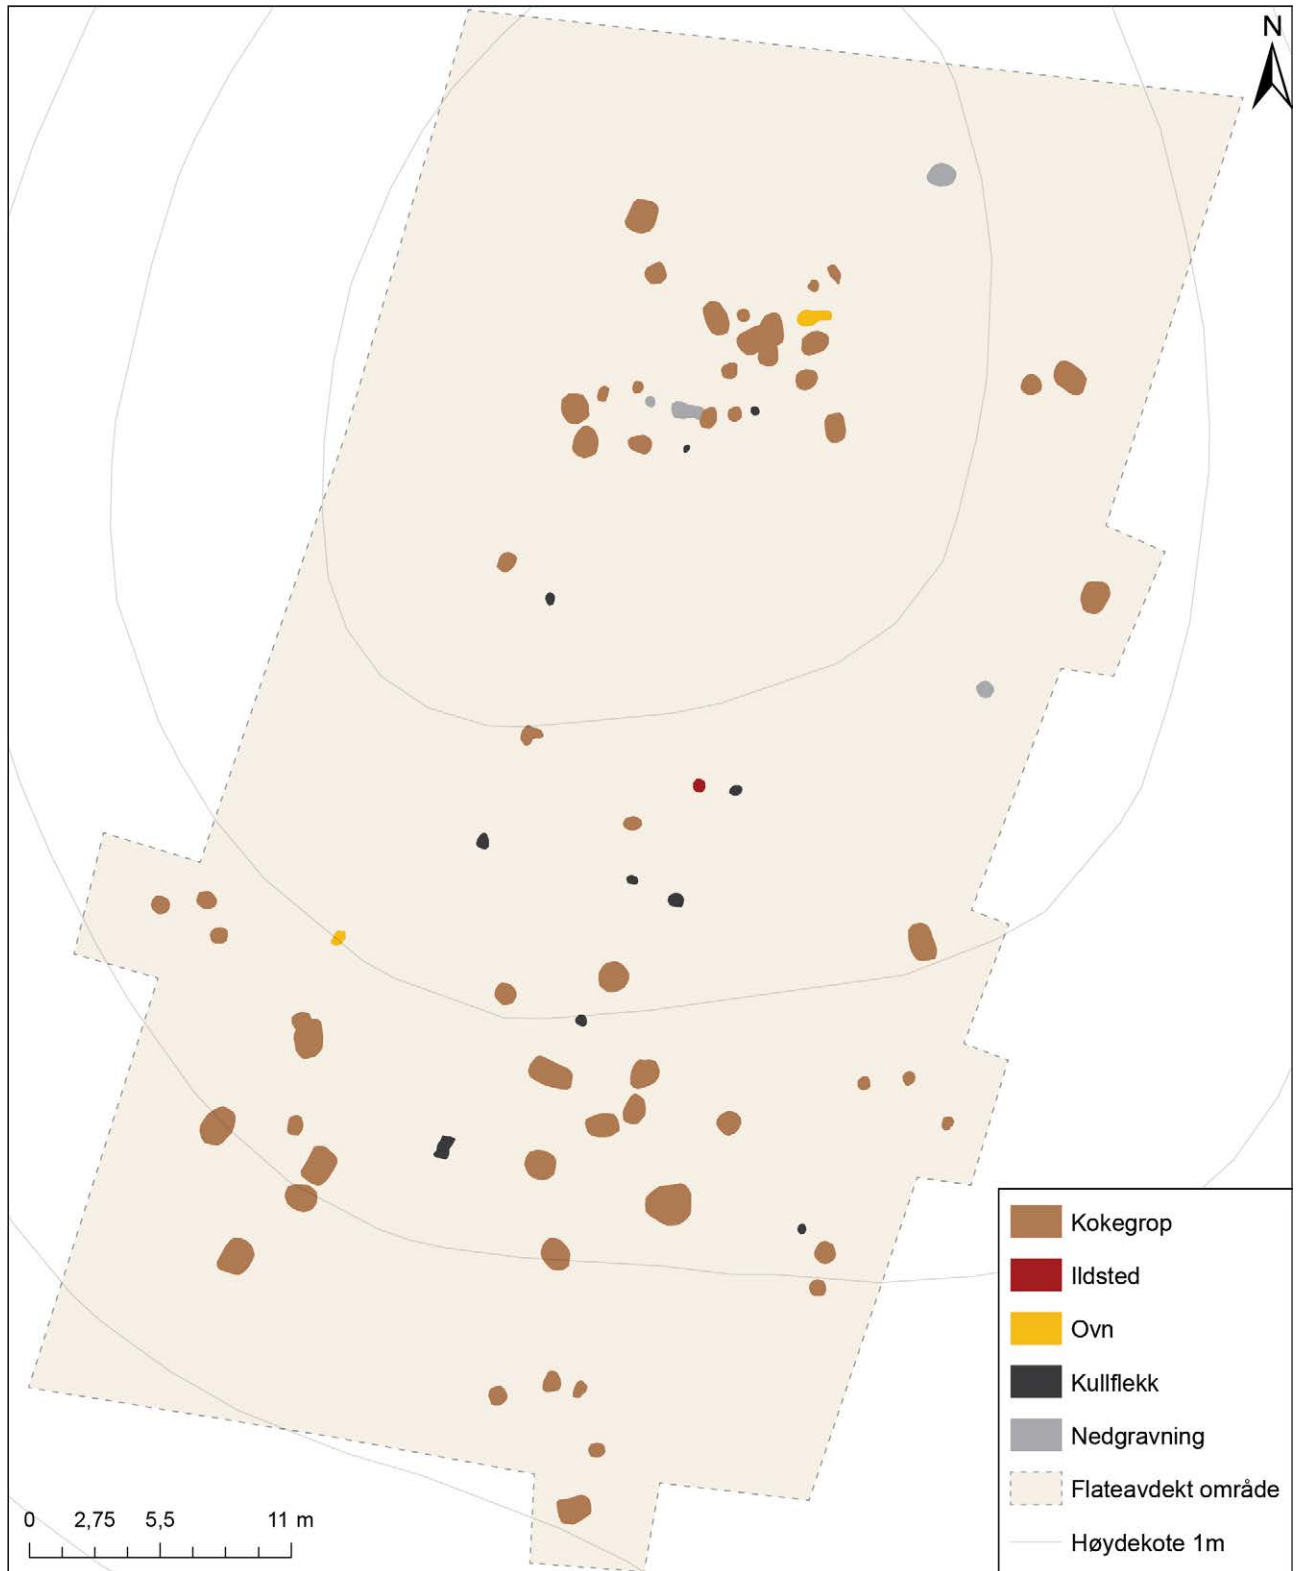 N
Kokegrop
Ildsted
Ovn
Kullflekk
Nedgravning
Flateavdekt område
Høydekote 1m
0 2,75 5,5 11 m